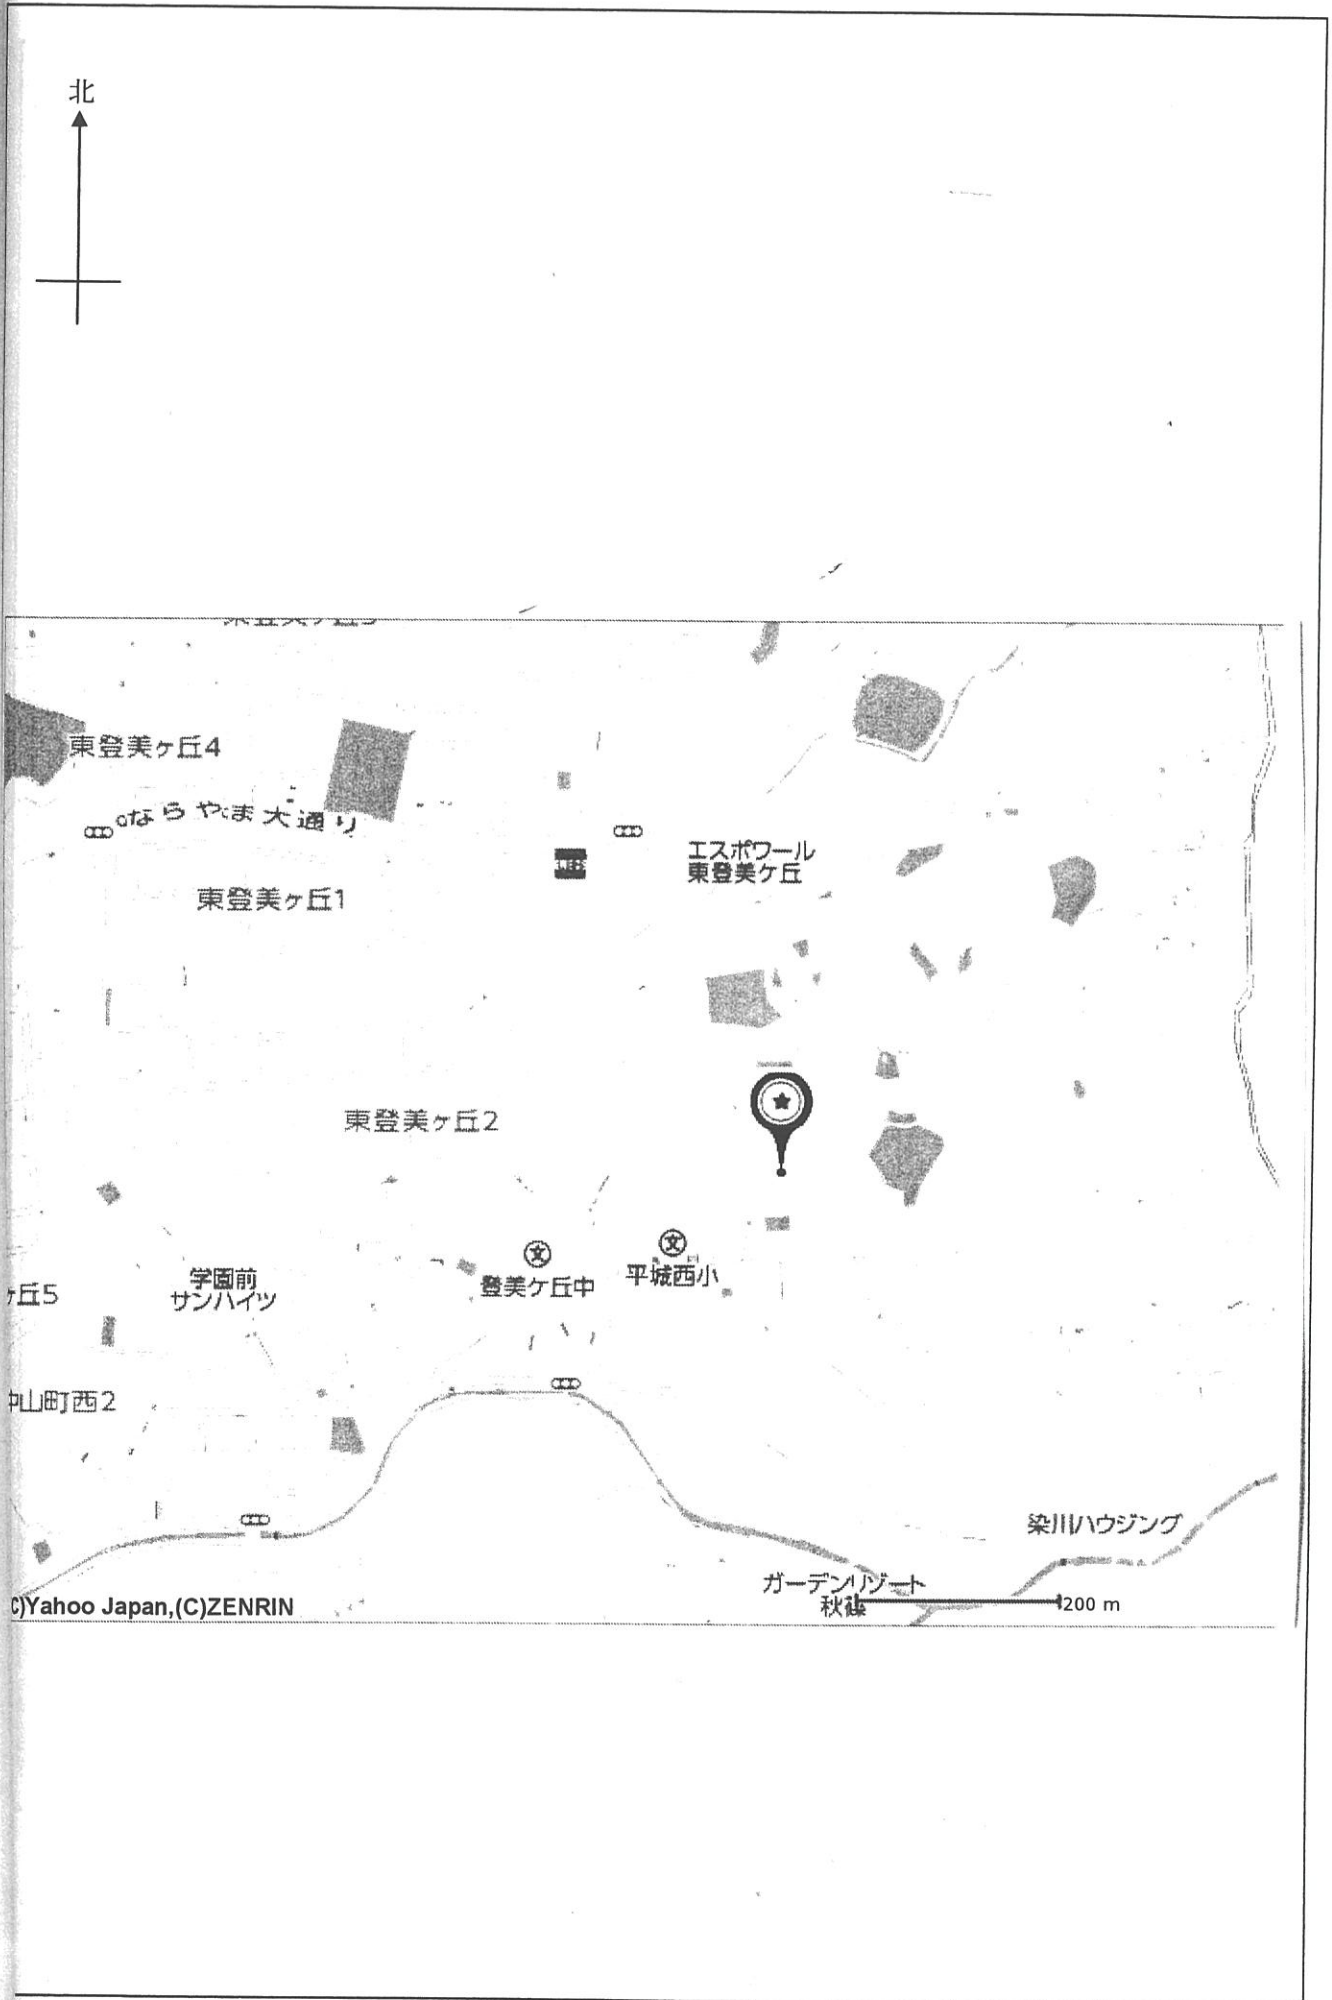 北
東登美ヶ丘4
ならやま大通り
エスポワール
東登美ケ丘
東登美ヶ丘1
東登美ヶ丘2
文
文
登美ケ丘中
平城西小
学園前
サンハイツ
ヶ丘5
中山町西2
染川ハウジング
ガーデンリゾート
秋篠
200 m
C)Yahoo Japan,(C)ZENRIN